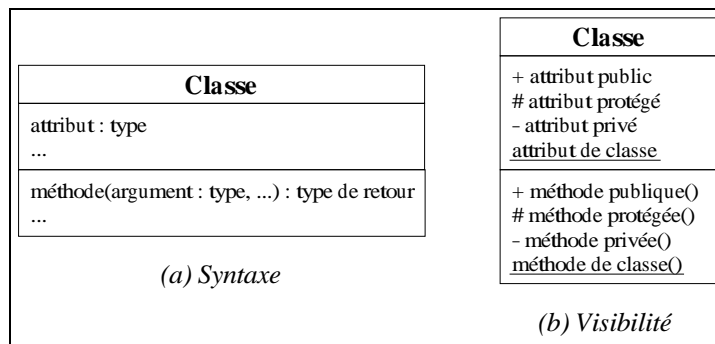 Classe
attribut : type
...
méthode(argument : type, ...) : type de retour
...
(a) Syntaxe
Classe
+ attribut public
# attribut protégé
- attribut privé
attribut de classe
+ méthode publique()
# méthode protégée()
- méthode privée()
méthode de classe()
(b) Visibilité